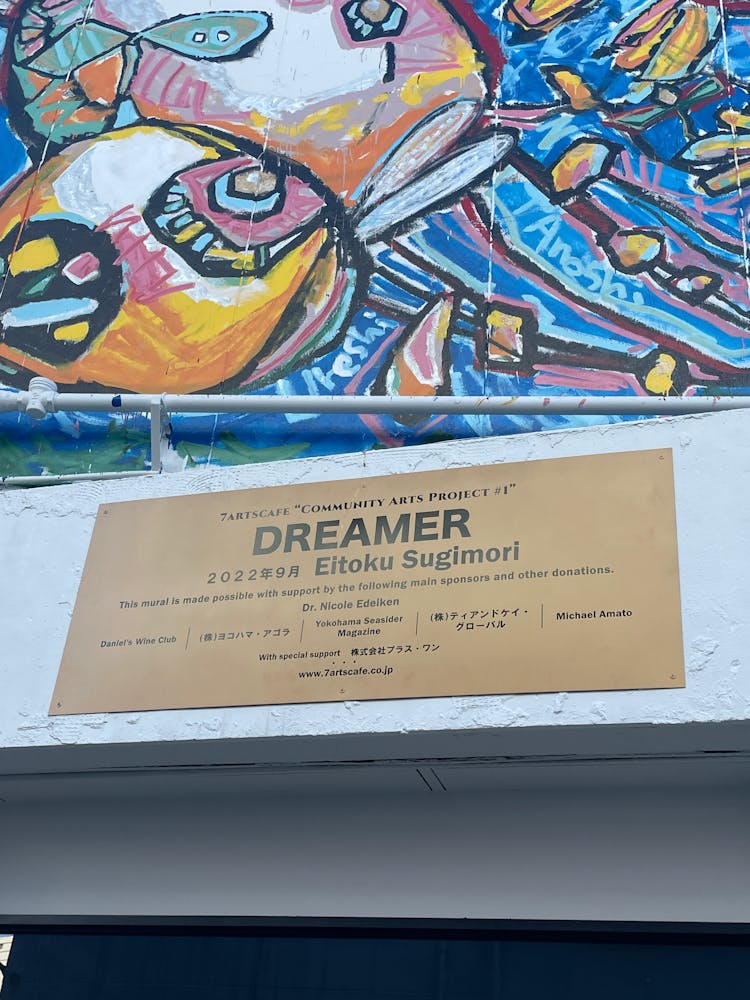 Anoshi
7artscafe “Community Arts Project #1”
DREAMER
2022年9月 Eitoku Sugimori
This mural is made possible with support by the following main sponsors and other donations.
Dr. Nicole Edelken
Daniel's Wine Club
(株)ヨコハマ・アゴラ
Yokohama Seasider
Magazine
(株)ティアンドケイ・
グローバル
Michael Amato
With special support 株式会社プラス・ワン
• • •
www.7artscafe.co.jp